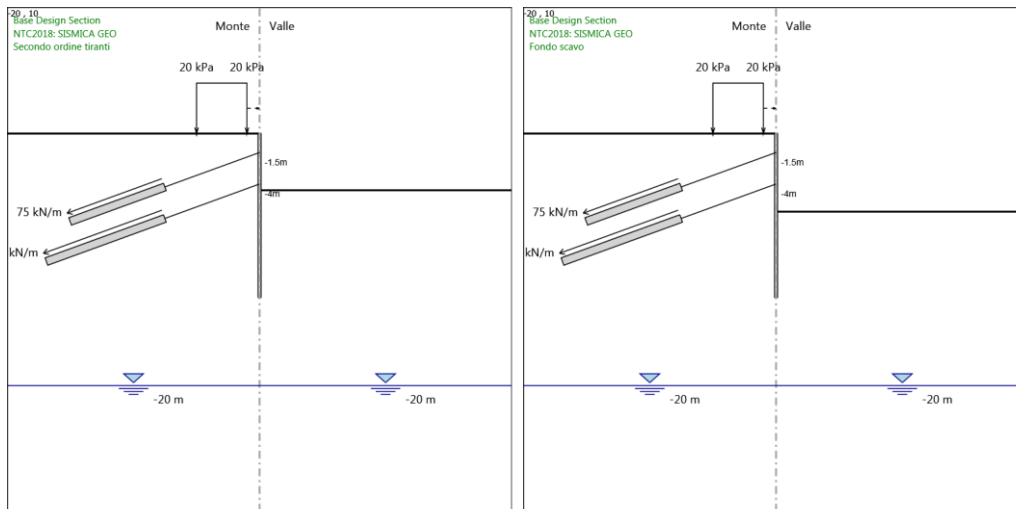 -20 , 10
Base Design Section
NTC2018: SISMICA GEO
Secondo ordine tiranti
Monte
Valle
20 kPa
20 kPa
-1.5m
-4m
75 kN/m
kN/m
-20 m
-20 m
-20 , 10
Base Design Section
NTC2018: SISMICA GEO
Fondo scavo
Monte
Valle
20 kPa
20 kPa
-1.5m
-4m
75 kN/m
kN/m
-20 m
-20 m